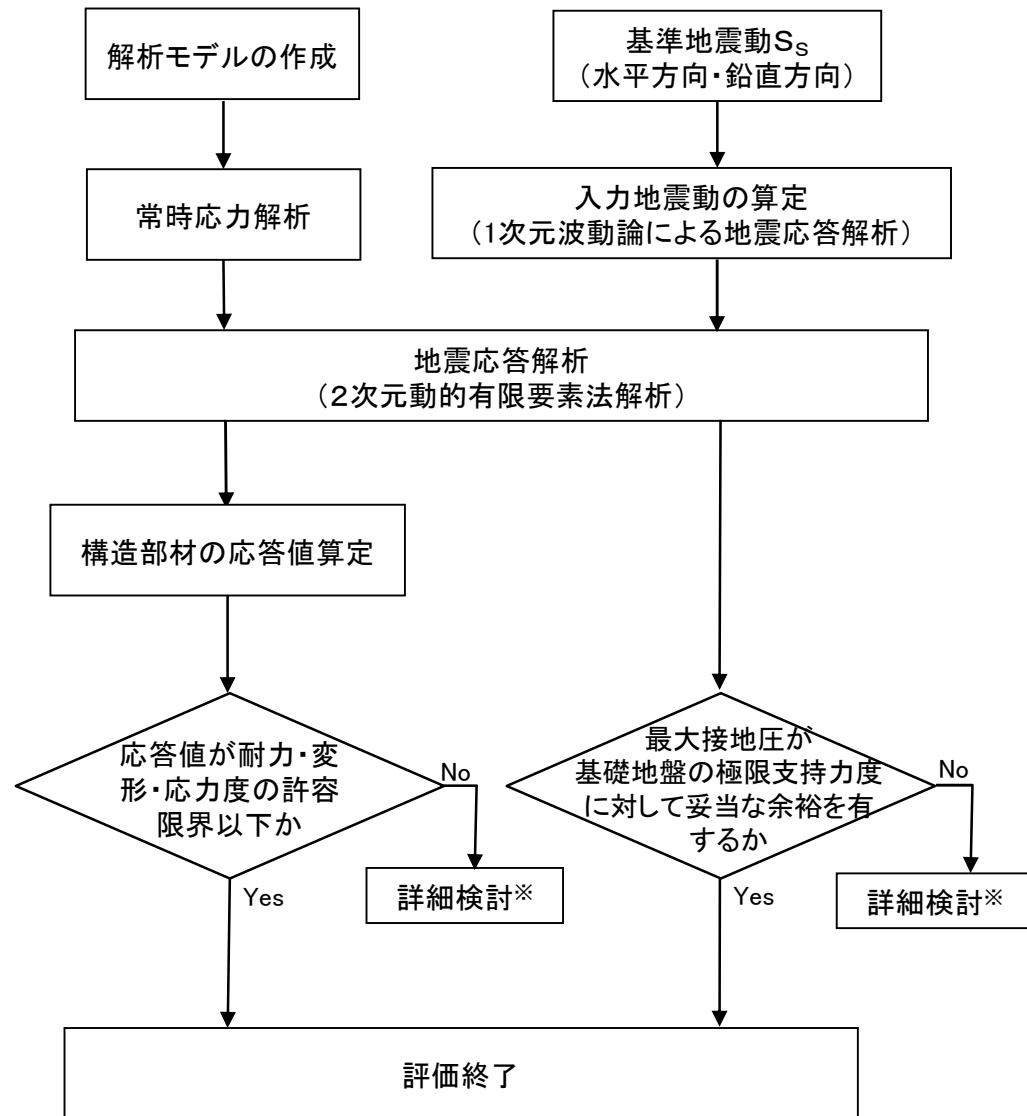 解析モデルの作成
基準地震動SS
（水平方向・鉛直方向）
常時応力解析
入力地震動の算定
（1次元波動論による地震応答解析）
地震応答解析
（２次元動的有限要素法解析）
構造部材の応答値算定
応答値が耐力・変
形・応力度の許容
限界以下か
No
最大接地圧が
基礎地盤の極限支持力度
に対して妥当な余裕を有
するか
No
Yes
詳細検討※
Yes
詳細検討※
評価終了